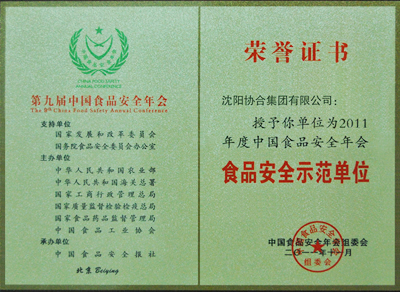 CHINA FOOD SAFETY
ANNUAL CONFERENCE
第九届中国食品安全年会
The 9th China Food Safety Annual Conference
支持单位
国家发展和改革委员会
国务院食品安全委员会办公室
主办单位
中华人民共和国农业部
中华人民共和国海关总署
国家工商行政管理总局
国家质量监督检验检疫总局
国家食品药品监督管理局
中国食品工业协会
承办单位
中国食品安全报社
北京 Beijing
荣誉证书
沈阳协合集团有限公司：
授予你单位为2011
年度中国食品安全年会
食品安全示范单位
中国食品安全年会组委会
二〇一一年十一月
组委会